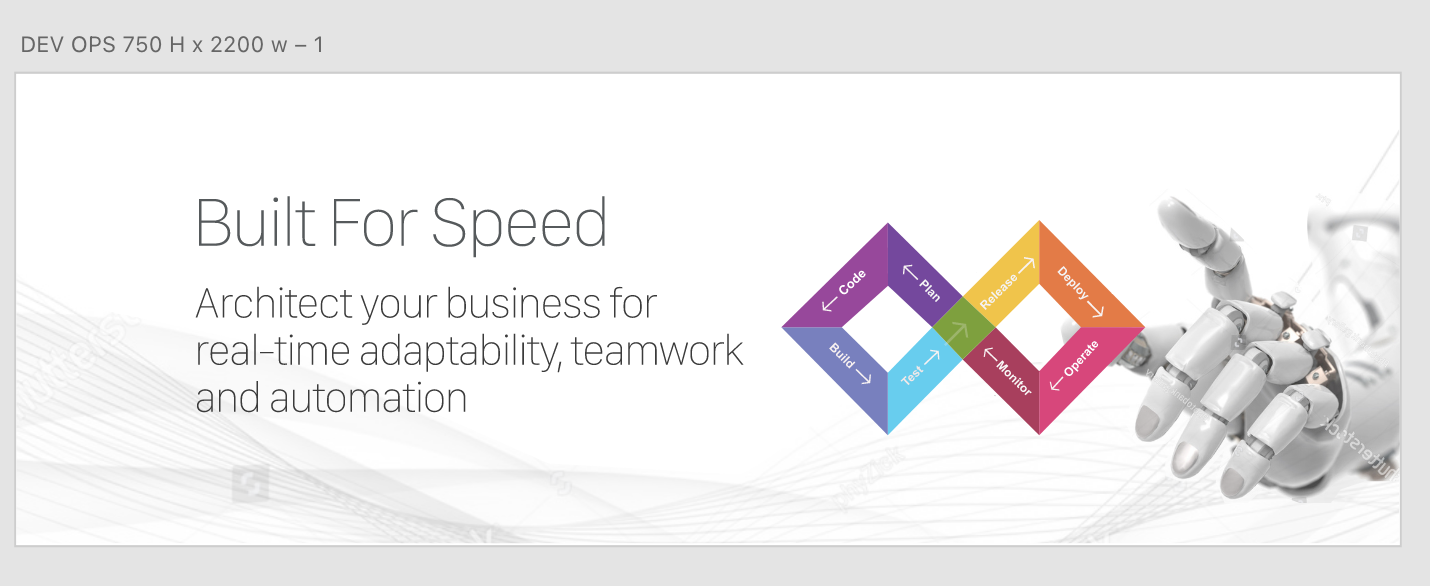 DEV OPS 750 H x 2200 w – 1
Built For Speed
Architect your business for
real-time adaptability, teamwork
and automation
Code
Plan
Release
Deploy
Build
Test
Monitor
Operate